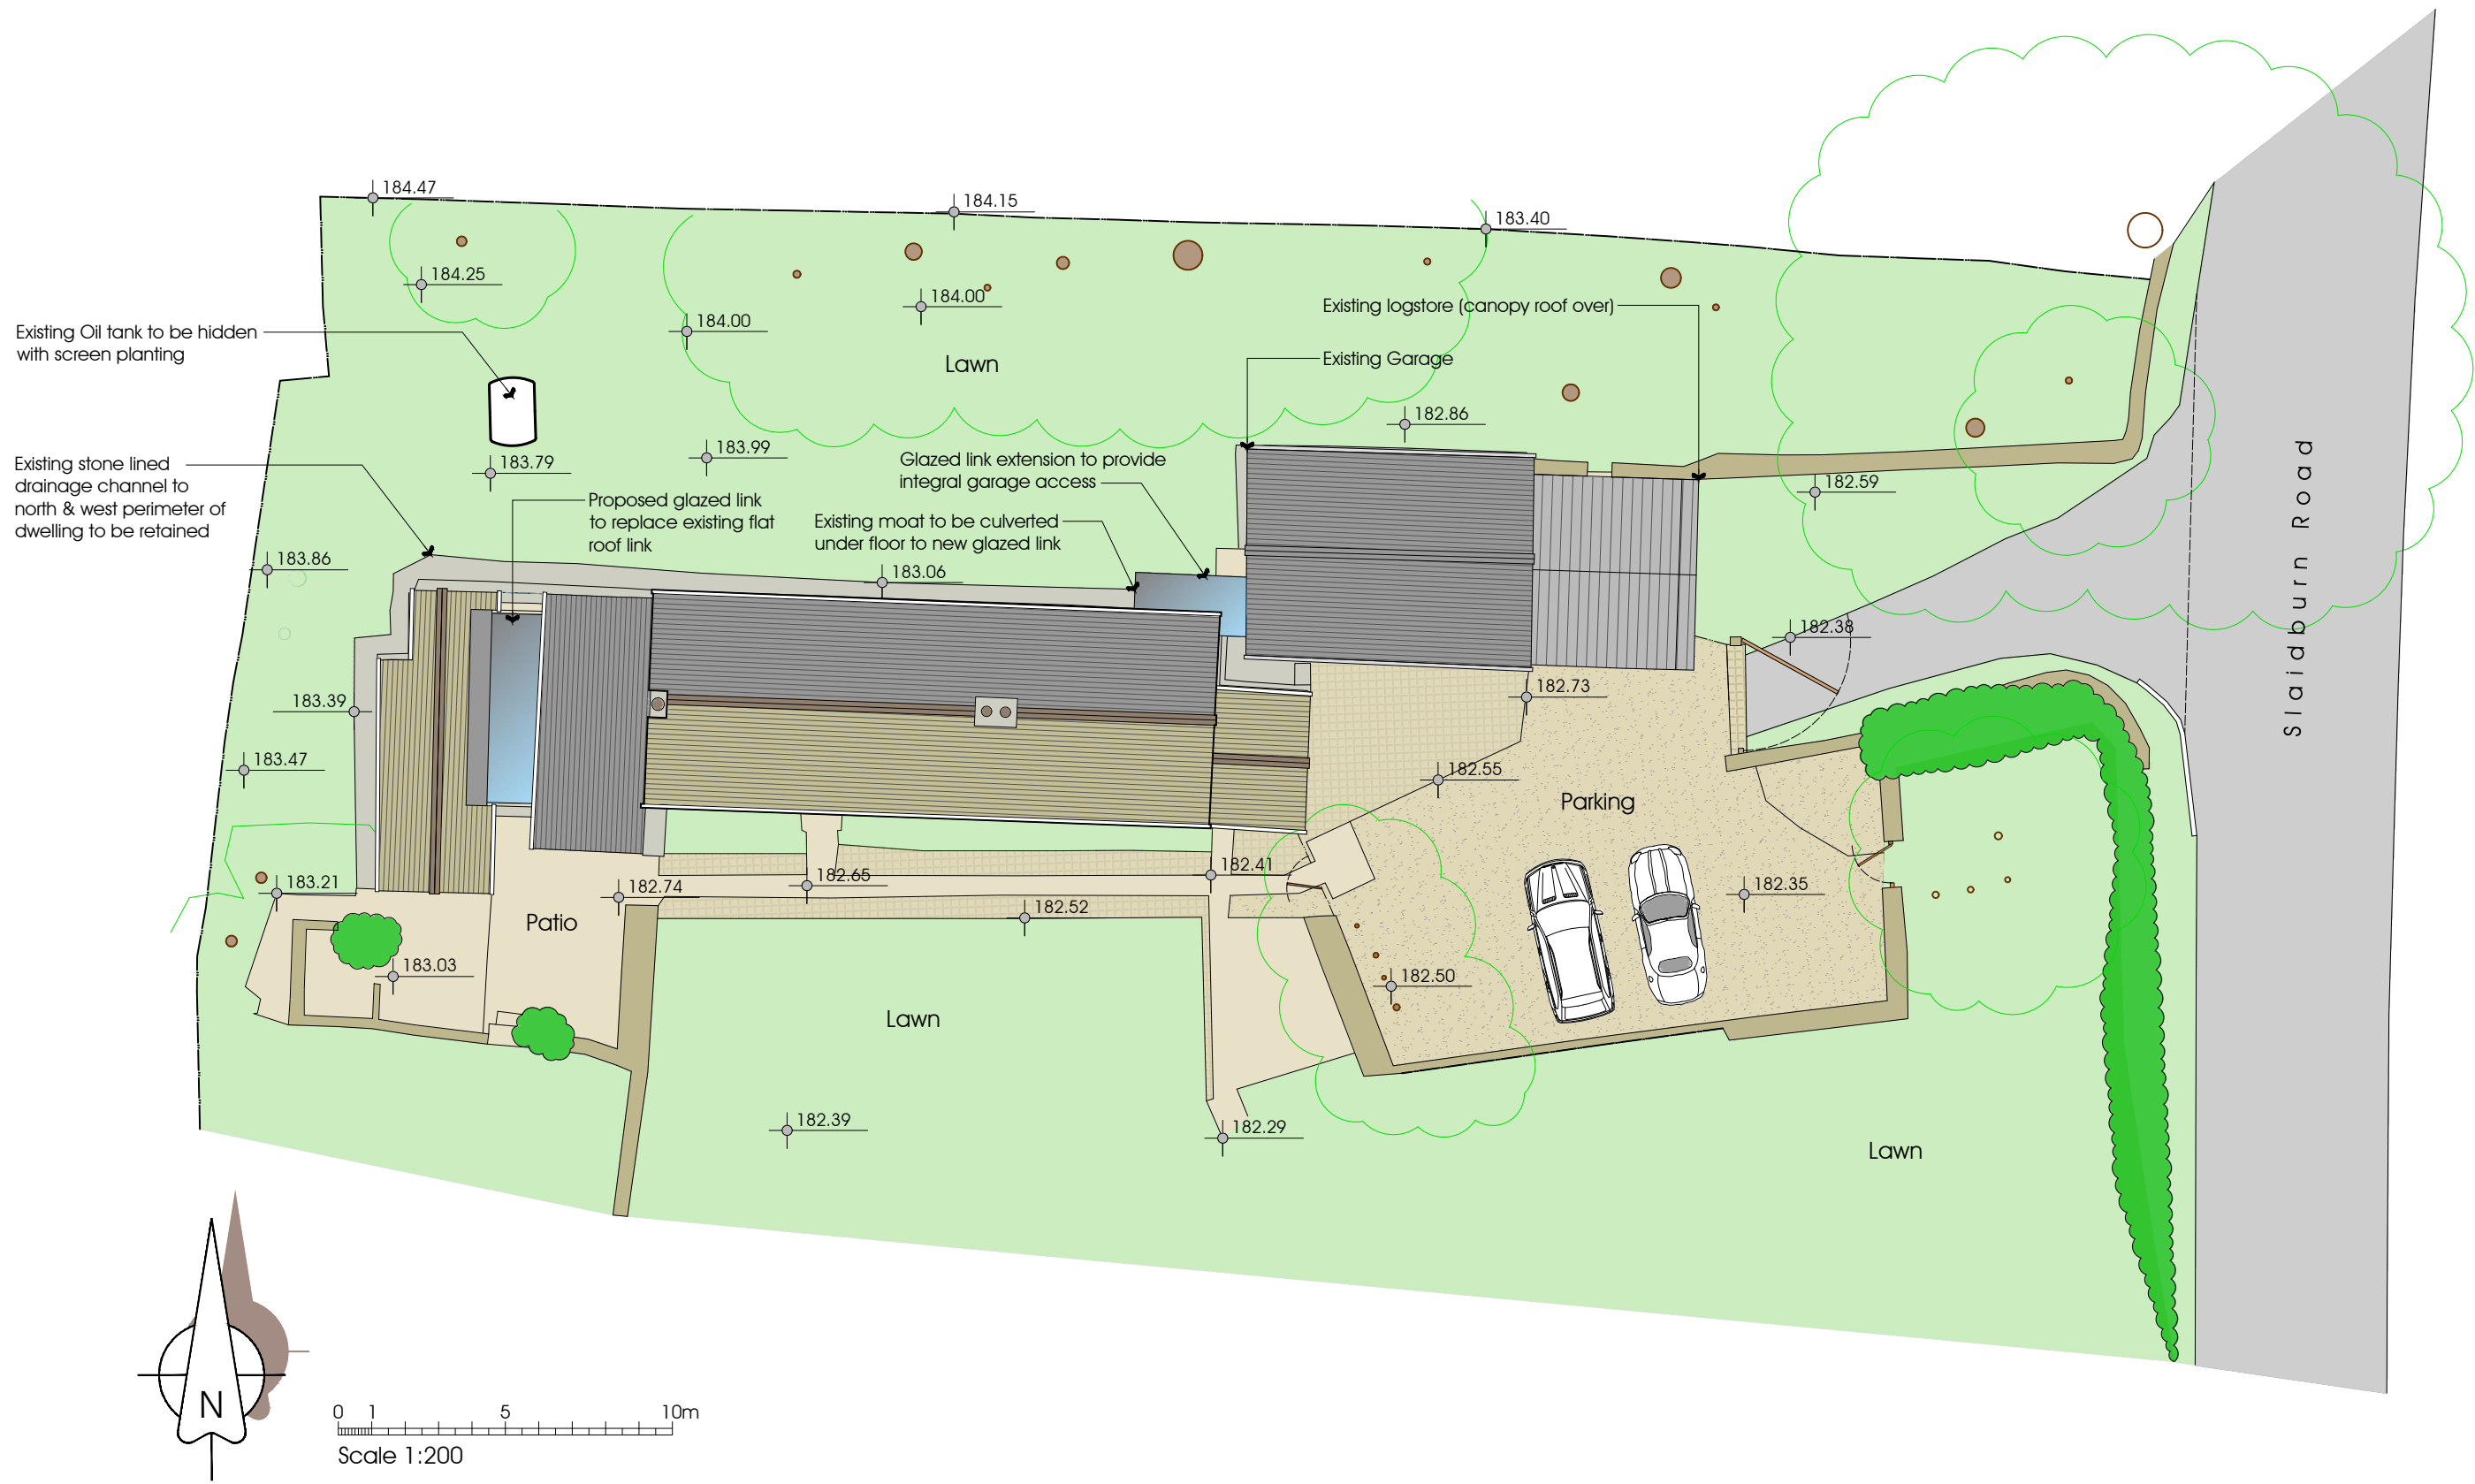 184.47
184.15
183.40
184.25
184.00
184.00
Existing logstore (canopy roof over)
Existing Oil tank to be hidden
with screen planting
Lawn
Existing Garage
182.86
183.99
183.79
Existing stone lined
drainage channel to
north & west perimeter of
dwelling to be retained
Glazed link extension to provide
integral garage access
182.59
Proposed glazed link
to replace existing flat
roof link
Existing moat to be culverted
under floor to new glazed link
183.86
183.06
Slaidburn Road
182.38
183.39
182.73
183.47
182.55
Parking
183.21
182.74
182.65
182.41
182.35
Patio
182.52
183.03
182.50
Lawn
182.39
182.29
Lawn
N
0 1 5 10m
Scale 1:200